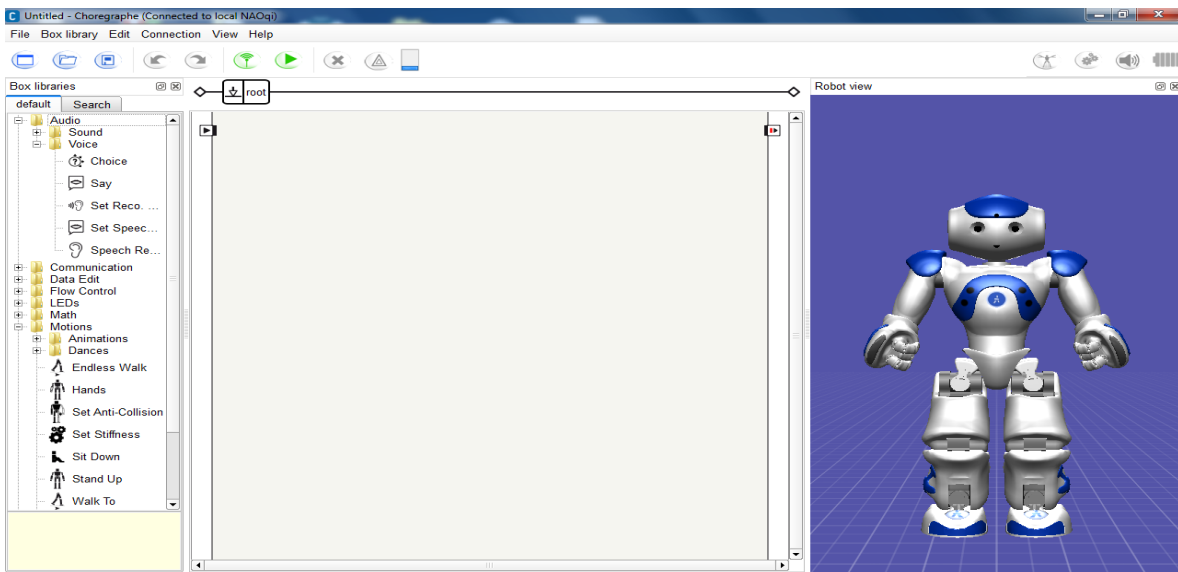 Untitled - Choregraphe (Connected to local NAOqi)
File Box library Edit Connection View Help
Box libraries
root
Robot view
default Search
Audio
Sound
Voice
Choice
Say
Set Reco. ...
Set Speec...
Speech Re...
Communication
Data Edit
Flow Control
LEDs
Math
Motions
Animations
Dances
Endless Walk
Hands
Set Anti-Collision
Set Stiffness
Sit Down
Stand Up
Walk To